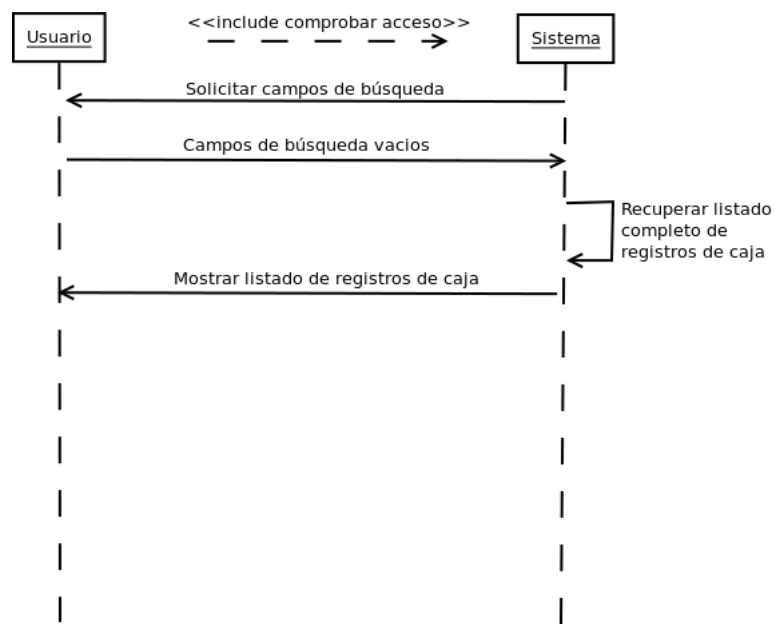 <<include comprobar acceso>>
Usuario
Sistema
Solicitar campos de búsqueda
Campos de búsqueda vacios
Recuperar listado
completo de
registros de caja
Mostrar listado de registros de caja